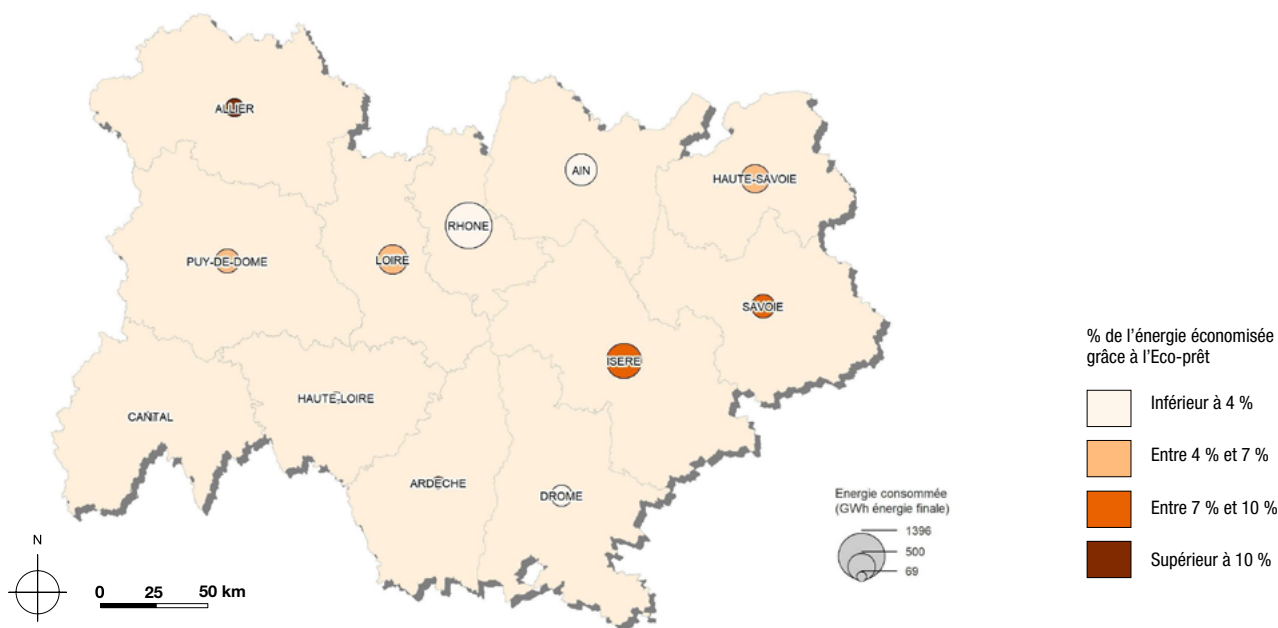 ALLIER
AIN
HAUTE-SAVOIE
RHONE
PUY-DE-DOME
LOIRE
SAVOIE
ISERE
HAUTE-LOIRE
CANTAL
ARDECHE
DROME
% de l'énergie économisée
grâce à l'Eco-prêt
Inférieur à 4 %
Entre 4 % et 7 %
Entre 7 % et 10 %
Supérieur à 10 %
Energie consommée
(GWh énergie finale)
1396
500
69
N
0 25 50 km